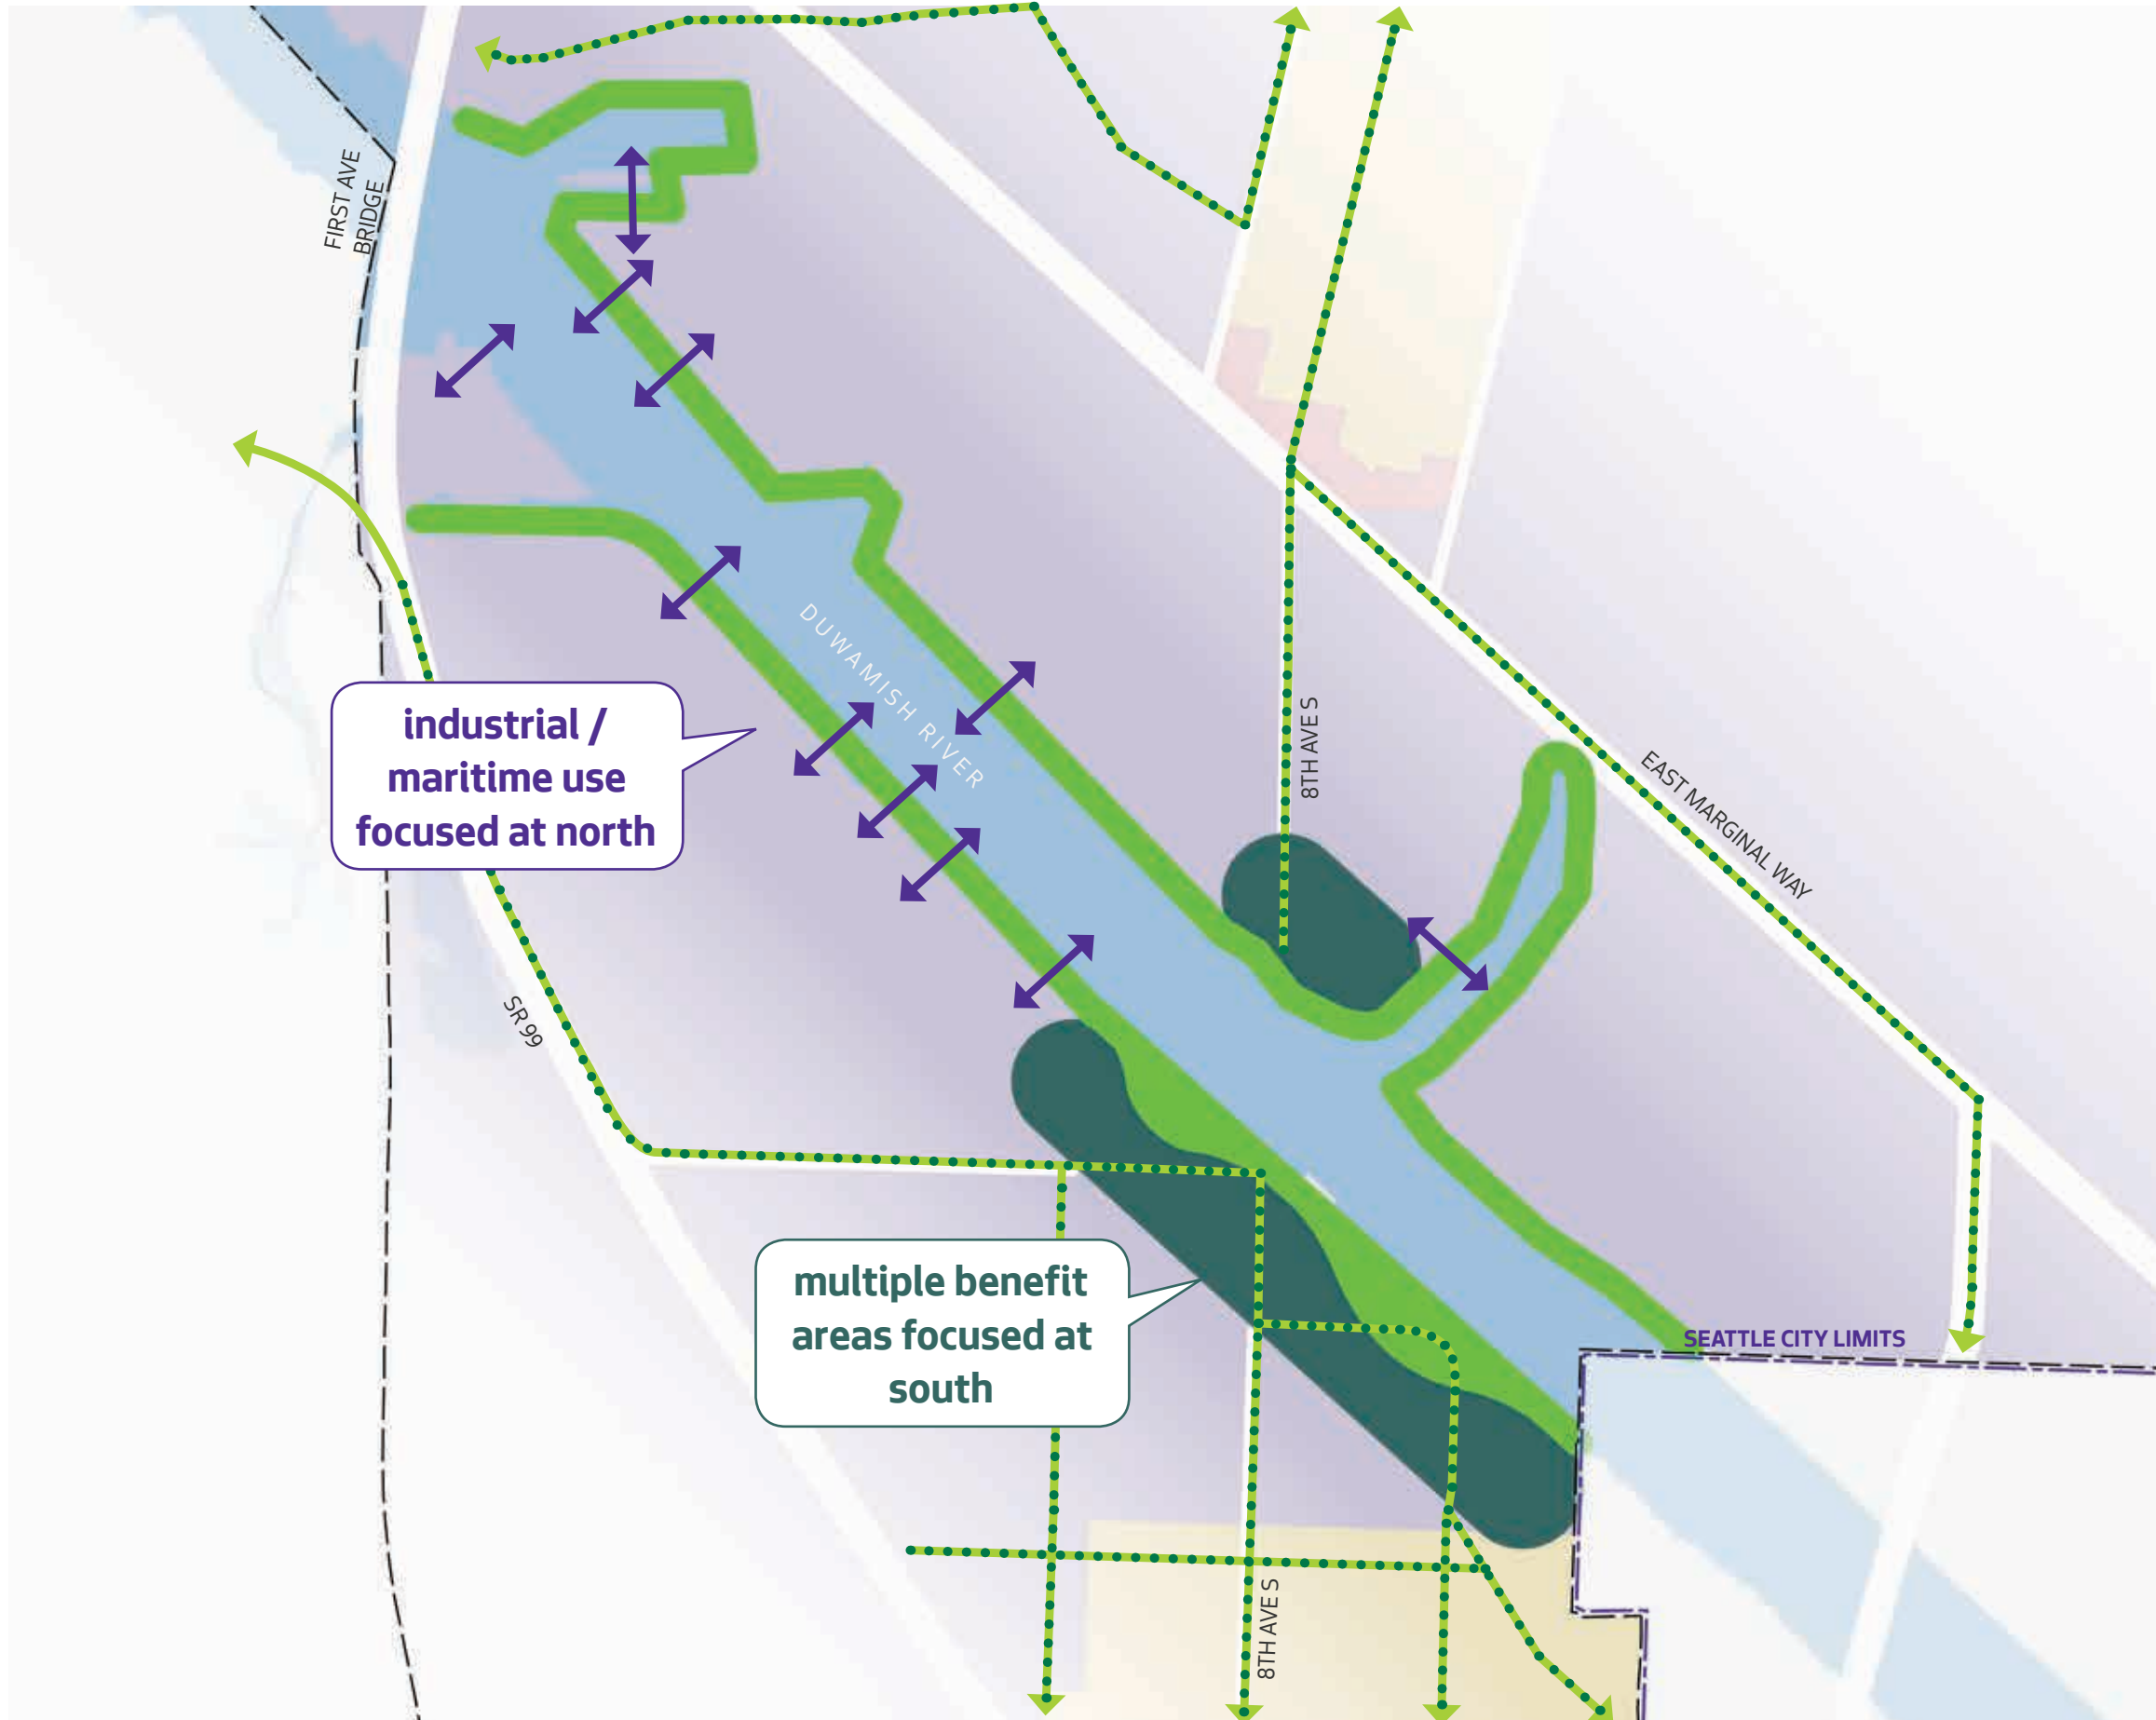 FIRST AVE
BRIDGE
DUWAMISH RIVER
industrial /
maritime use
focused at north
8TH AVE S
EAST MARGINAL WAY
SR 99
multiple benefit
areas focused at
south
SEATTLE CITY LIMITS
8TH AVE S